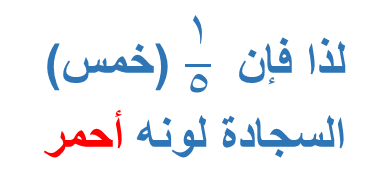 لذا فإن ١/٥ (خمس)
السجادة لونه أحمر